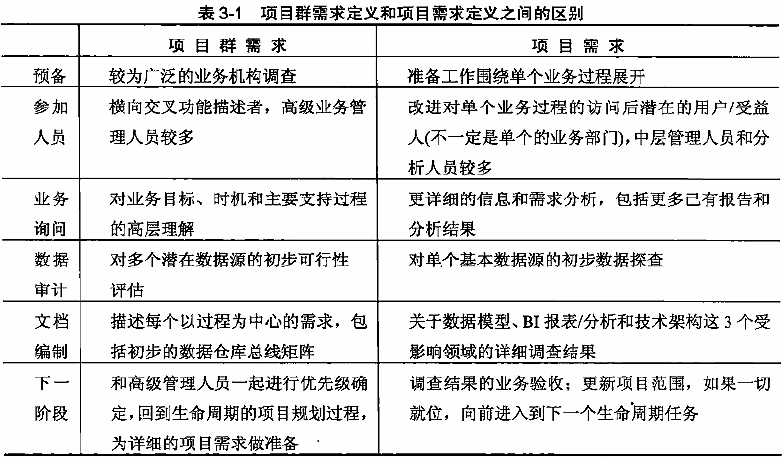 表 3-1 项目群需求定义和项目需求定义之间的区别
项目群需求 项目需求
预备 较为广泛的业务机构调查 准备工作围绕单个业务过程展开
参加 横向交叉功能描述者，高级业务管 改进对单个业务过程的访问后潜在的用户/受益
人员 理人员较多 人(不一定是单个的业务部门),中层管理人员和分
析人员较多
业务 对业务目标、时机和主要支持过程 更详细的信息和需求分析，包括更多已有报告和
询问 的高层理解 分析结果
数据 对多个潜在数据源的初步可行性 对单个基本数据源的初步数据探查
审计 评估
文档 描述每个以过程为中心的需求，包 关于数据模型、BI 报表/分析和技术架构这 3 个受
编制 括初步的数据仓库总线矩阵 影响领域的详细调查结果
下一 和高级管理人员一起进行优先级确 调查结果的业务验收；更新项目范围，如果一切
阶段 定，回到生命周期的项目规划过程， 就位，向前进入到下一个生命周期任务
为详细的项目需求做准备